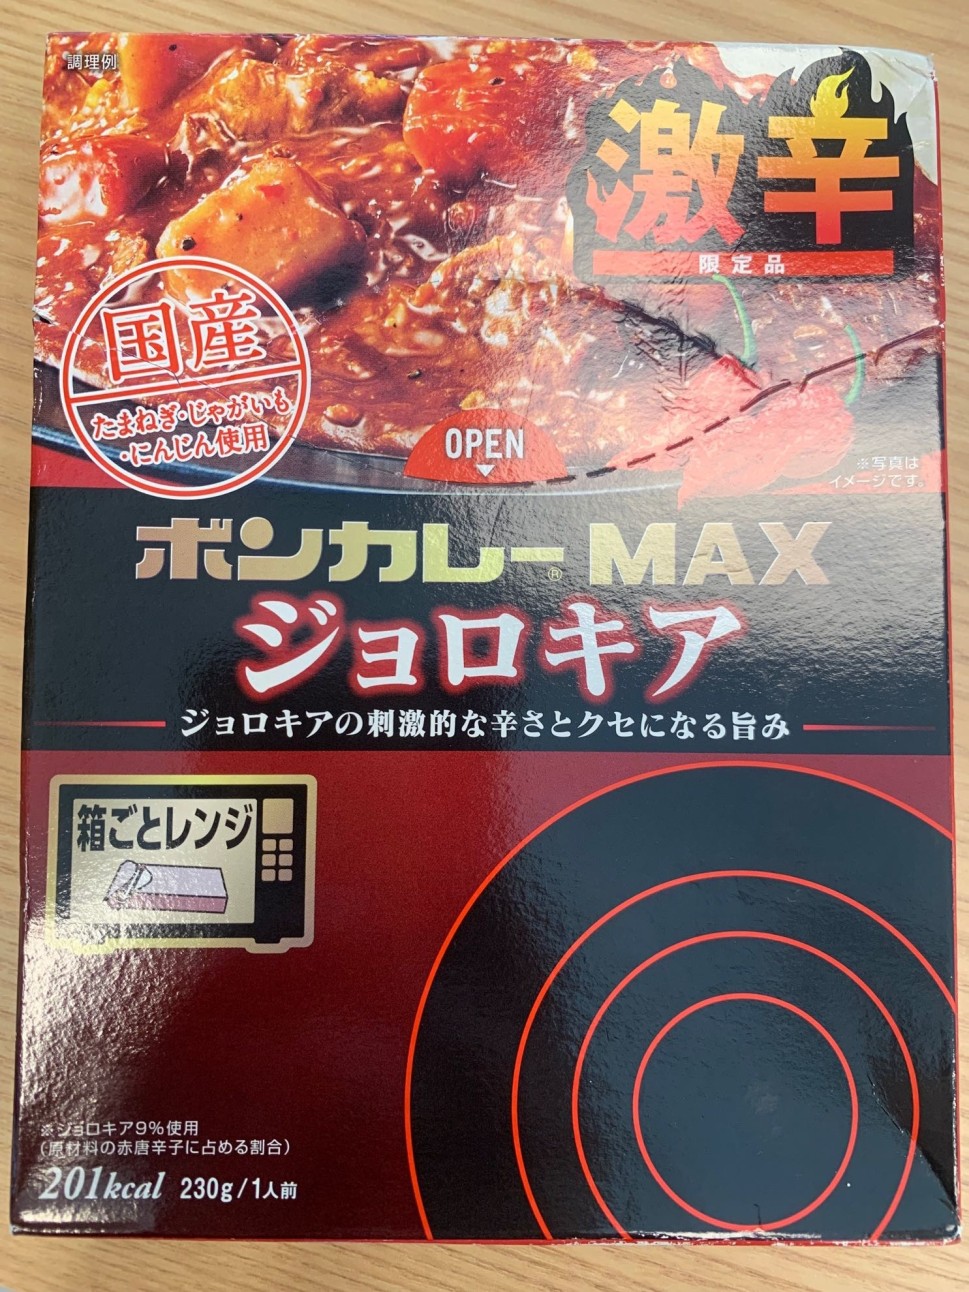 調理例
激辛
限定品
国産
たまねぎ・じゃがいも
・にんじん使用
OPEN
※写真は
イメージです。
ボンカレー® MAX
ジョロキア
ジョロキアの刺激的な辛さとクセになる旨み
箱ごとレンジ
※ジョロキア9%使用
(原材料の赤唐辛子に占める割合)
201kcal 230g/1人前